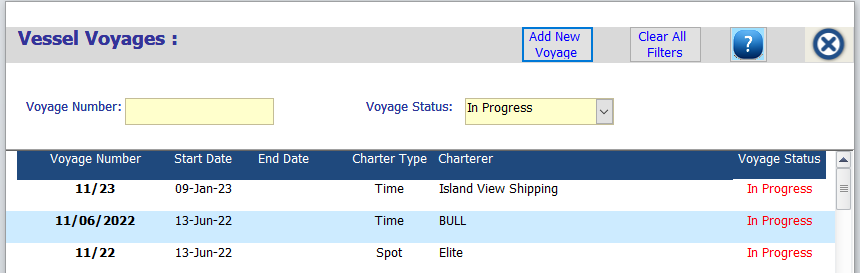 Vessel Voyages :
Add New
Voyage
Clear All
Filters
?
Voyage Number:
Voyage Status: In Progress
Voyage Number Start Date End Date Charter Type Charterer Voyage Status
11/23 09-Jan-23 Time Island View Shipping In Progress
11/06/2022 13-Jun-22 Time BULL In Progress
11/22 13-Jun-22 Spot Elite In Progress